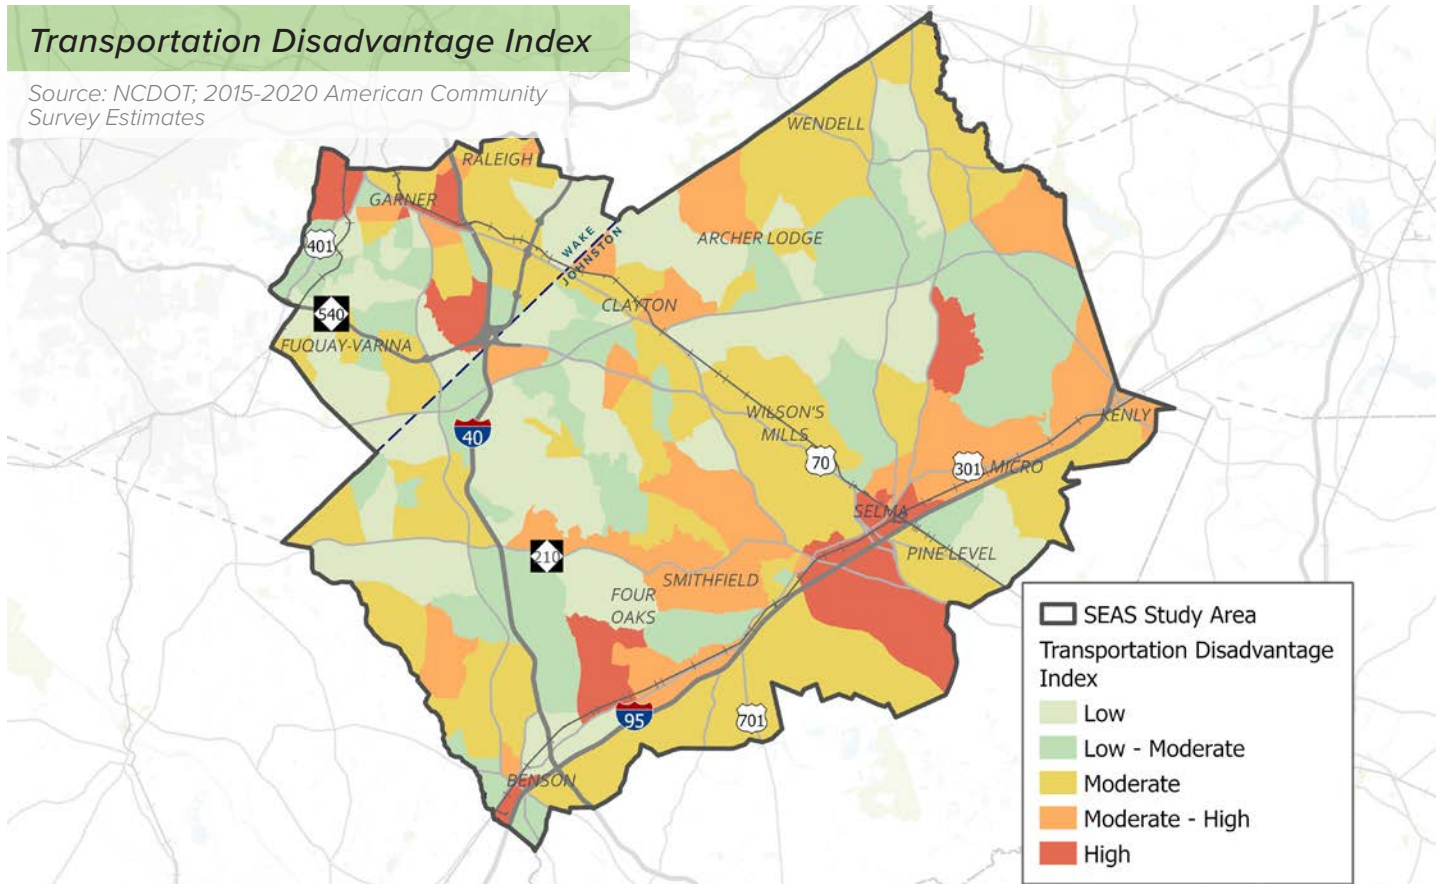 Transportation Disadvantage Index
Source: NCDOT; 2015-2020 American Community
Survey Estimates
WENDELL
RALEIGH
GARNER
401
WAKE
JOHNSTON
ARCHER LODGE
540
CLAYTON
FUQUAY-VARINA
WILSON'S
MILLS
KENLY
40
70
301
MICRO
SELMA
PINE LEVEL
210
SMITHFIELD
FOUR
OAKS
95
701
BENSON
SEAS Study Area
Transportation Disadvantage
Index
Low
Low - Moderate
Moderate
Moderate - High
High